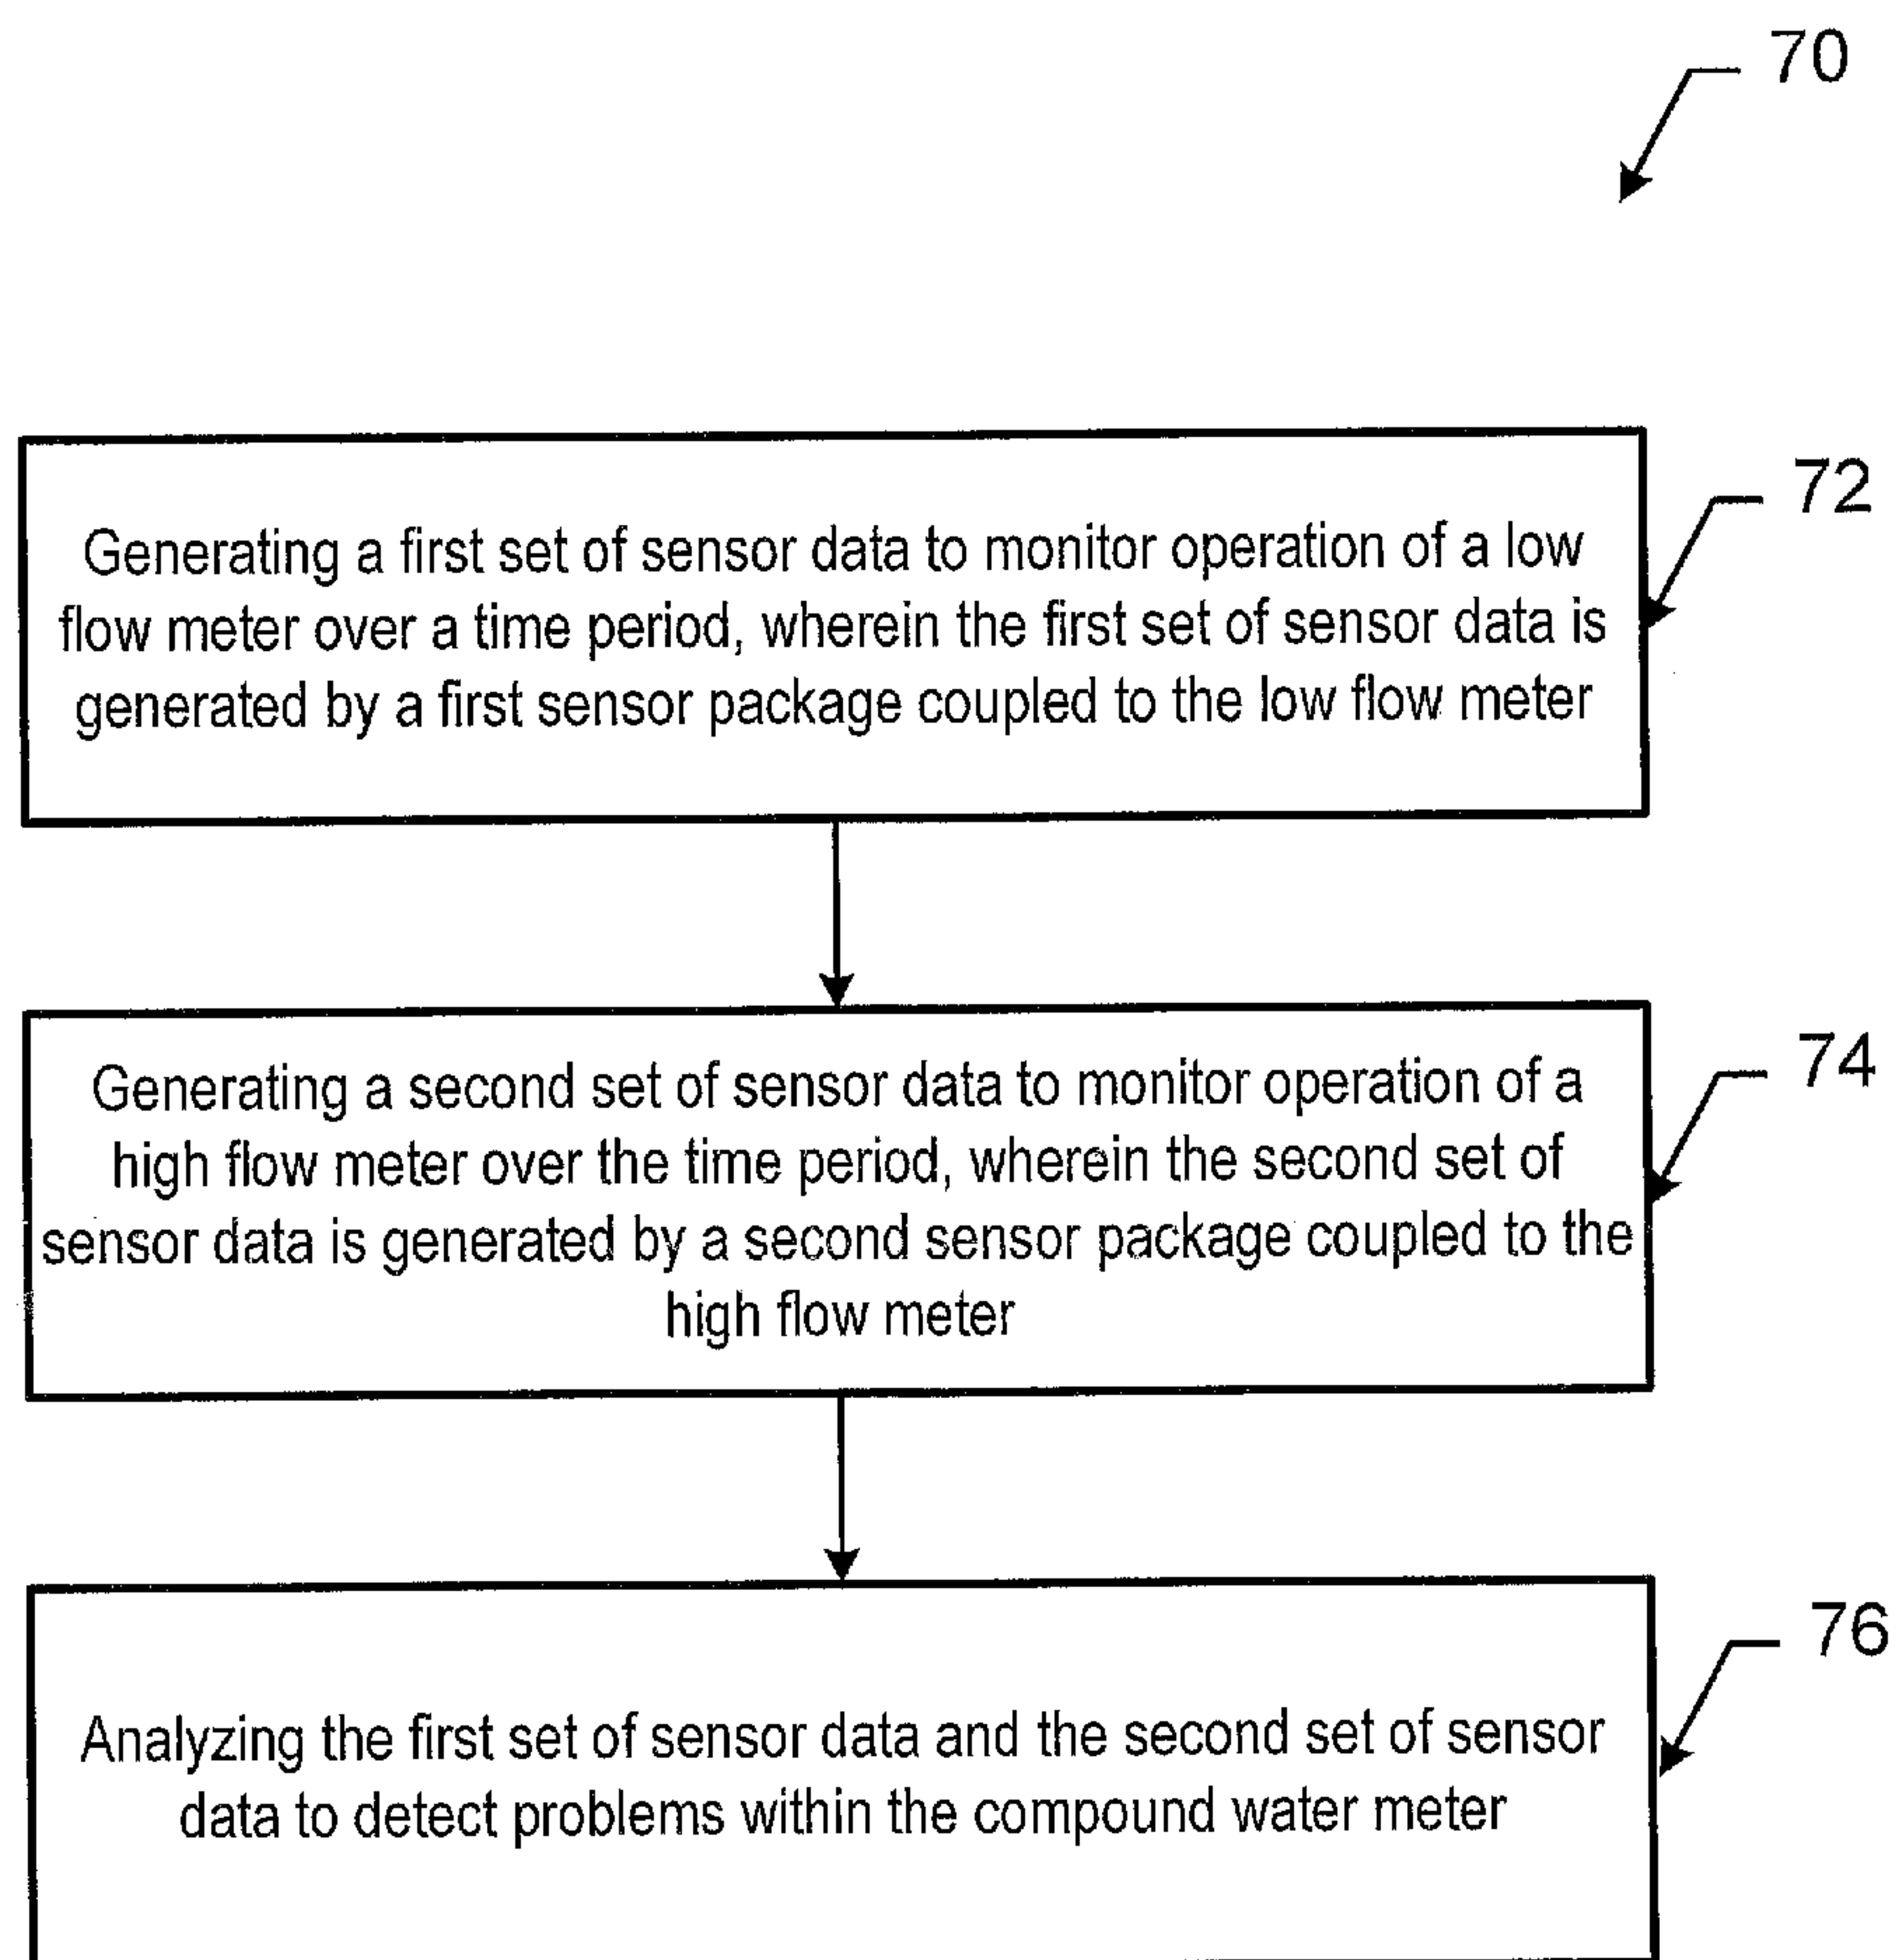 70
72
Generating a first set of sensor data to monitor operation of a low
flow meter over a time period, wherein the first set of sensor data is
generated by a first sensor package coupled to the low flow meter
74
Generating a second set of sensor data to monitor operation of a
high flow meter over the time period, wherein the second set of
sensor data is generated by a second sensor package coupled to the
high flow meter
76
Analyzing the first set of sensor data and the second set of sensor
data to detect problems within the compound water meter